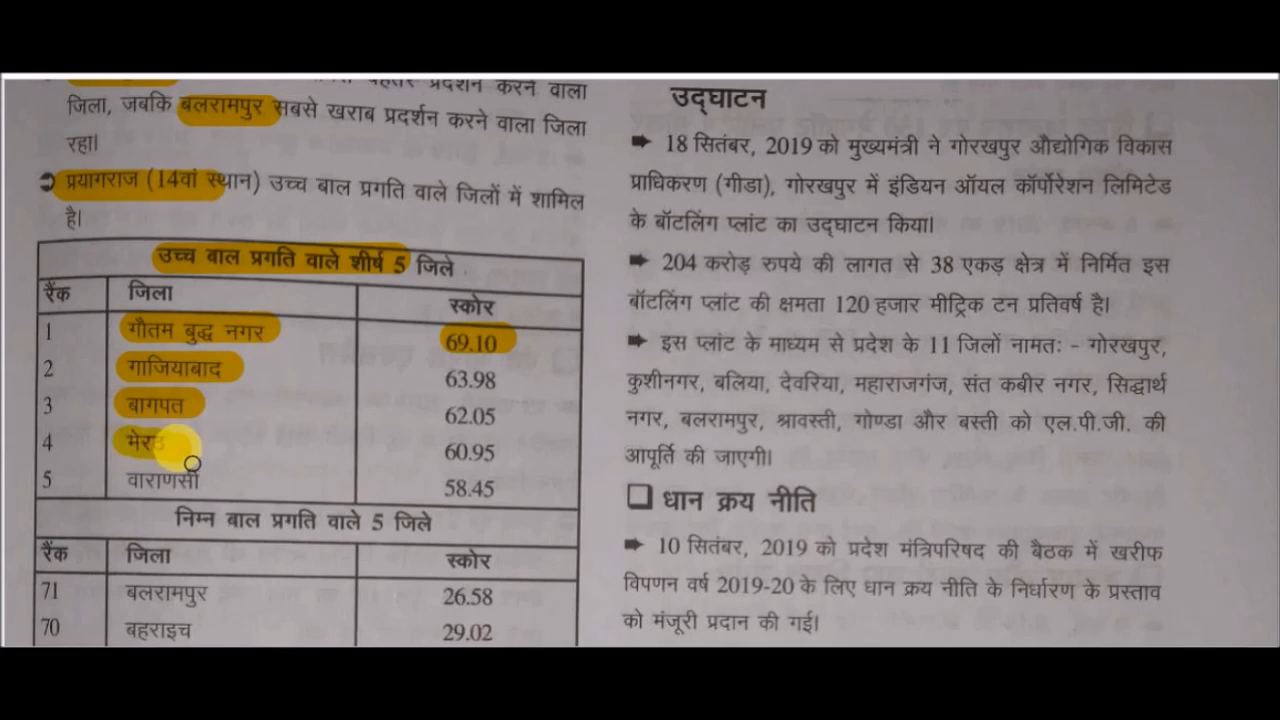 प्रदर्शन करने वाला
जिला, जबकि बलरामपुर सबसे खराब प्रदर्शन करने वाला जिला
रहा।
प्रयागराज (14वां स्थान) उच्च बाल प्रगति वाले जिलों में शामिल
है।
उच्च बाल प्रगति वाले शीर्ष 5 जिले
रैंक जिला स्कोर
1 गौतम बुद्ध नगर 69.10
2 गाजियाबाद 63.98
3 बागपत 62.05
4 मेरठ 60.95
5 वाराणसी 58.45
निम्न बाल प्रगति वाले 5 जिले
रैंक जिला स्कोर
71 बलरामपुर 26.58
70 बहराइच 29.02
उद्घाटन
➨ 18 सितंबर, 2019 को मुख्यमंत्री ने गोरखपुर औद्योगिक विकास
प्राधिकरण (गीडा), गोरखपुर में इंडियन ऑयल कॉर्पोरेशन लिमिटेड
के बॉटलिंग प्लांट का उद्घाटन किया।
➨ 204 करोड़ रुपये की लागत से 38 एकड़ क्षेत्र में निर्मित इस
बॉटलिंग प्लांट की क्षमता 120 हजार मीट्रिक टन प्रतिवर्ष है।
➨ इस प्लांट के माध्यम से प्रदेश के 11 जिलों नामतः - गोरखपुर,
कुशीनगर, बलिया, देवरिया, महाराजगंज, संत कबीर नगर, सिद्धार्थ
नगर, बलरामपुर, श्रावस्ती, गोण्डा और बस्ती को एल.पी.जी. की
आपूर्ति की जाएगी।
❑ धान क्रय नीति
➨ 10 सितंबर, 2019 को प्रदेश मंत्रिपरिषद की बैठक में खरीफ
विपणन वर्ष 2019-20 के लिए धान क्रय नीति के निर्धारण के प्रस्ताव
को मंजूरी प्रदान की गई।